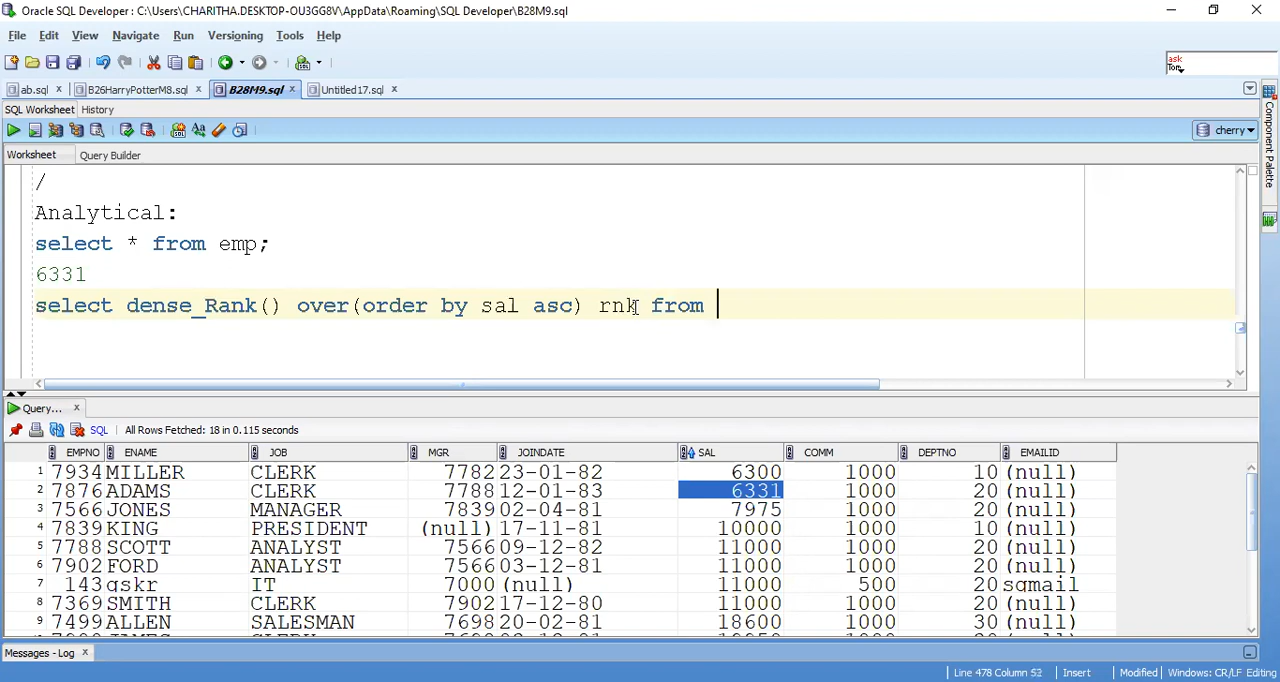 Oracle SQL Developer : C:\Users\CHARITHA.DESKTOP-OU3GG8V\AppData\Roaming\SQL Developer\B28M9.sql
File Edit View Navigate Run Versioning Tools Help
ask
Tom
ab.sql B26HarryPotterM8.sql B28M9.sql Untitled17.sql
SQL Worksheet History
cherry
Worksheet Query Builder
Component Palette
/
Analytical:
select * from emp;
6331
select dense_Rank() over(order by sal asc) rnk from
Query...
SQL All Rows Fetched: 18 in 0.115 seconds
EMPNO ENAME JOB MGR JOINDATE SAL COMM DEPTNO EMAILID
1 7934 MILLER CLERK 7782 23-01-82 6300 1000 10 (null)
2 7876 ADAMS CLERK 7788 12-01-83 6331 1000 20 (null)
3 7566 JONES MANAGER 7839 02-04-81 7975 1000 20 (null)
4 7839 KING PRESIDENT (null) 17-11-81 10000 1000 10 (null)
5 7788 SCOTT ANALYST 7566 09-12-82 11000 1000 20 (null)
6 7902 FORD ANALYST 7566 03-12-81 11000 1000 20 (null)
7 143 gskr IT 7000 (null) 11000 500 20 sgmail
8 7369 SMITH CLERK 7902 17-12-80 11000 1000 20 (null)
9 7499 ALLEN SALESMAN 7698 20-02-81 18600 1000 30 (null)
Messages - Log
Line 478 Column 52 Insert Modified Windows: CR/LF Editing